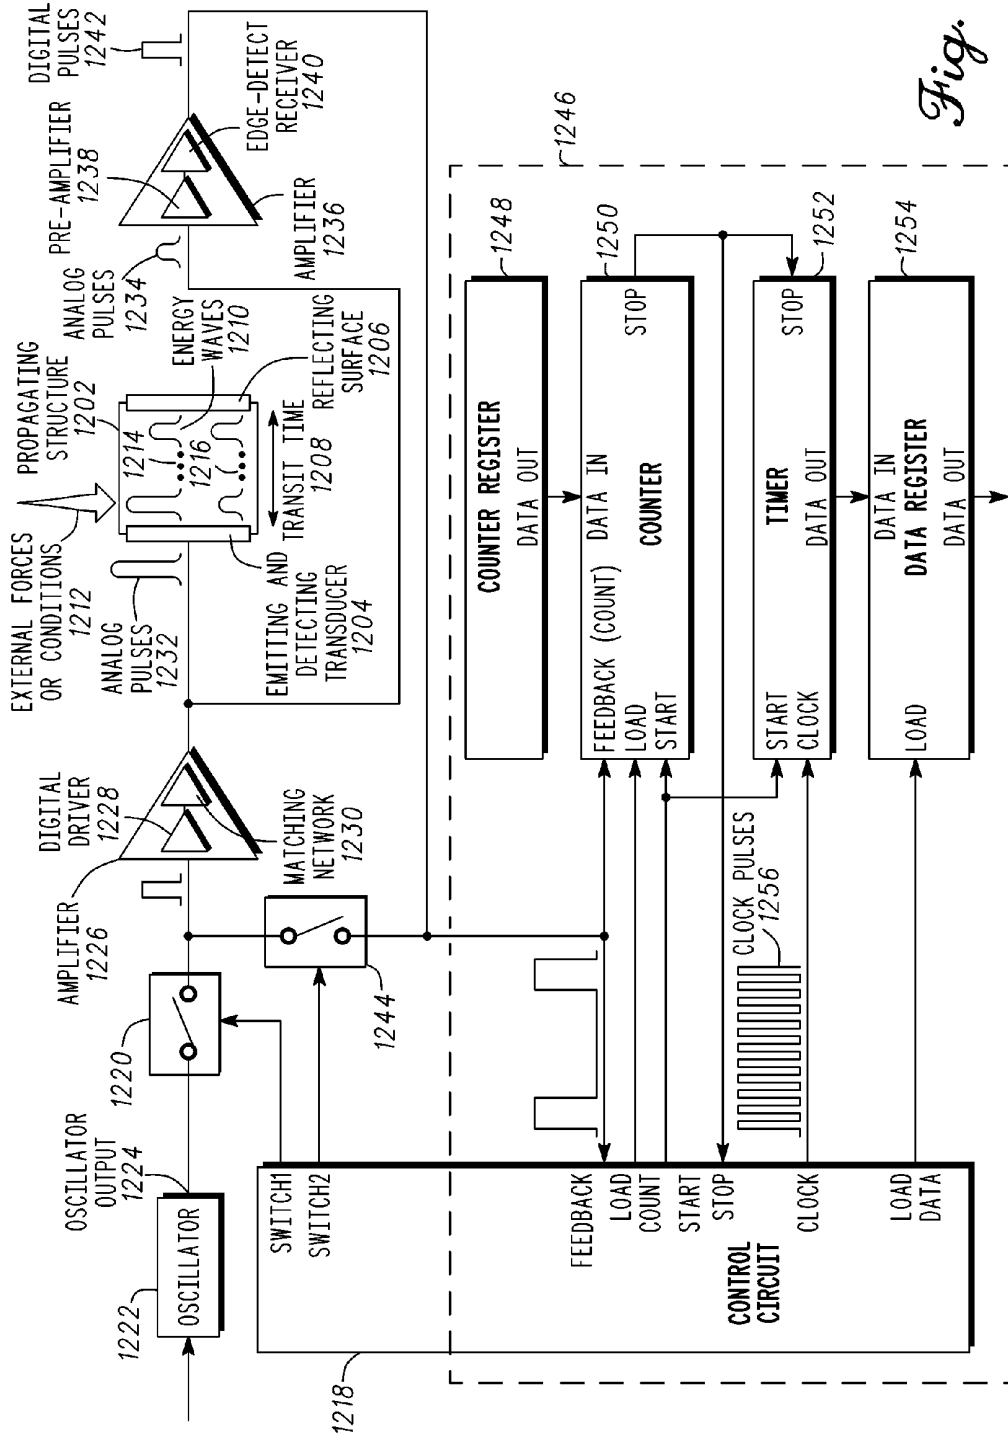 EXTERNAL FORCES
OR CONDITIONS
1212
PROPAGATING
STRUCTURE
1202
ANALOG
PULSES
1232
1214
1216
ENERGY
WAVES
1210
REFLECTING
SURFACE
1206
TRANSIT TIME
1208
EMITTING AND
DETECTING
TRANSDUCER
1204
ANALOG
PULSES
1234
PRE-AMPLIFIER
1238
DIGITAL
PULSES
1242
EDGE-DETECT
RECEIVER
1240
AMPLIFIER
1236
OSCILLATOR
OUTPUT
1224
1222
OSCILLATOR
1220
AMPLIFIER
1226
DIGITAL
DRIVER
1228
MATCHING
NETWORK
1230
1244
1218
SWITCH1
SWITCH2
FEEDBACK
LOAD
COUNT
START
STOP
CLOCK
LOAD
DATA
CONTROL
CIRCUIT
CLOCK PULSES
1256
1246
1248
COUNTER REGISTER
DATA OUT
1250
FEEDBACK (COUNT)
LOAD
START
DATA IN
COUNTER
STOP
1252
START
CLOCK
TIMER
DATA OUT
STOP
1254
LOAD
DATA IN
DATA REGISTER
DATA OUT
Fig.